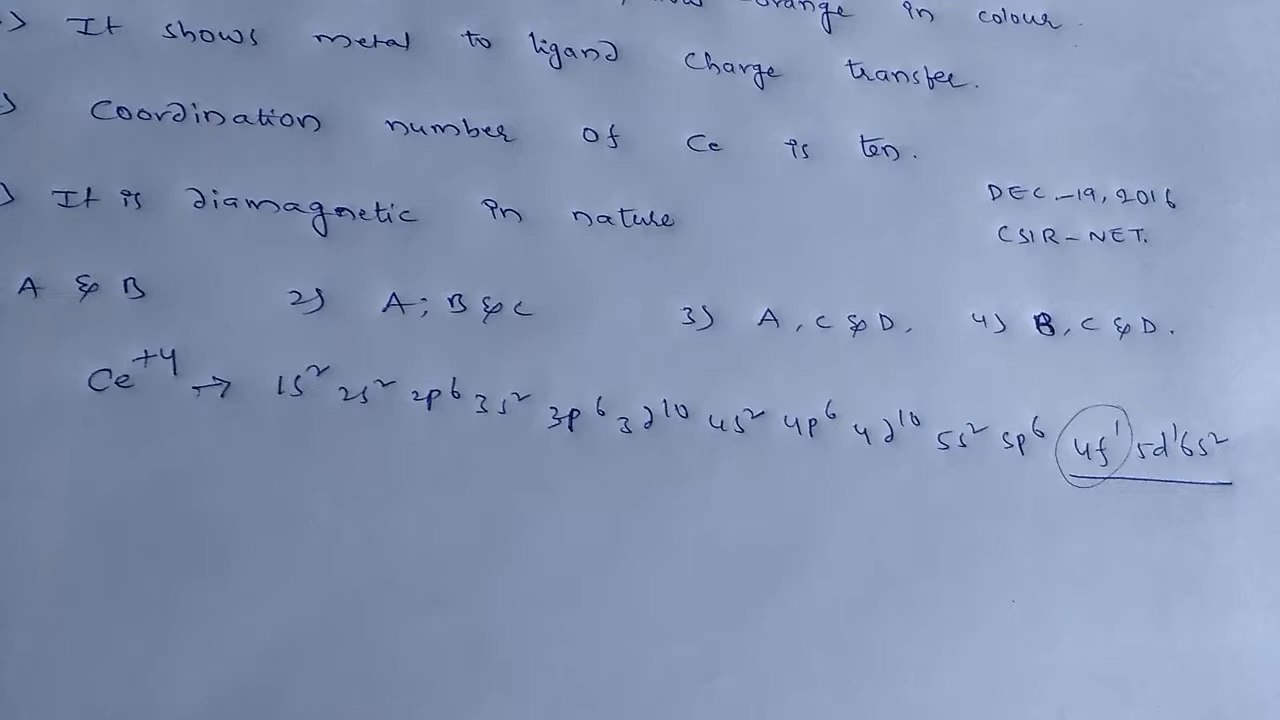 orange in colour.
> It shows metal to ligand charge transfer.
> Coordination number of Ce is ten.
> It is diamagnetic in nature
DEC -19, 2016
CSIR - NET.
A & B 2) A; B & C 3) A, C & D. 4) B, C & D.
Ce+4 → 1s2 2s2 2p6 3s2 3p6 3d10 4s2 4p6 4d10 5s2 5p6 4f1 5d1 6s2